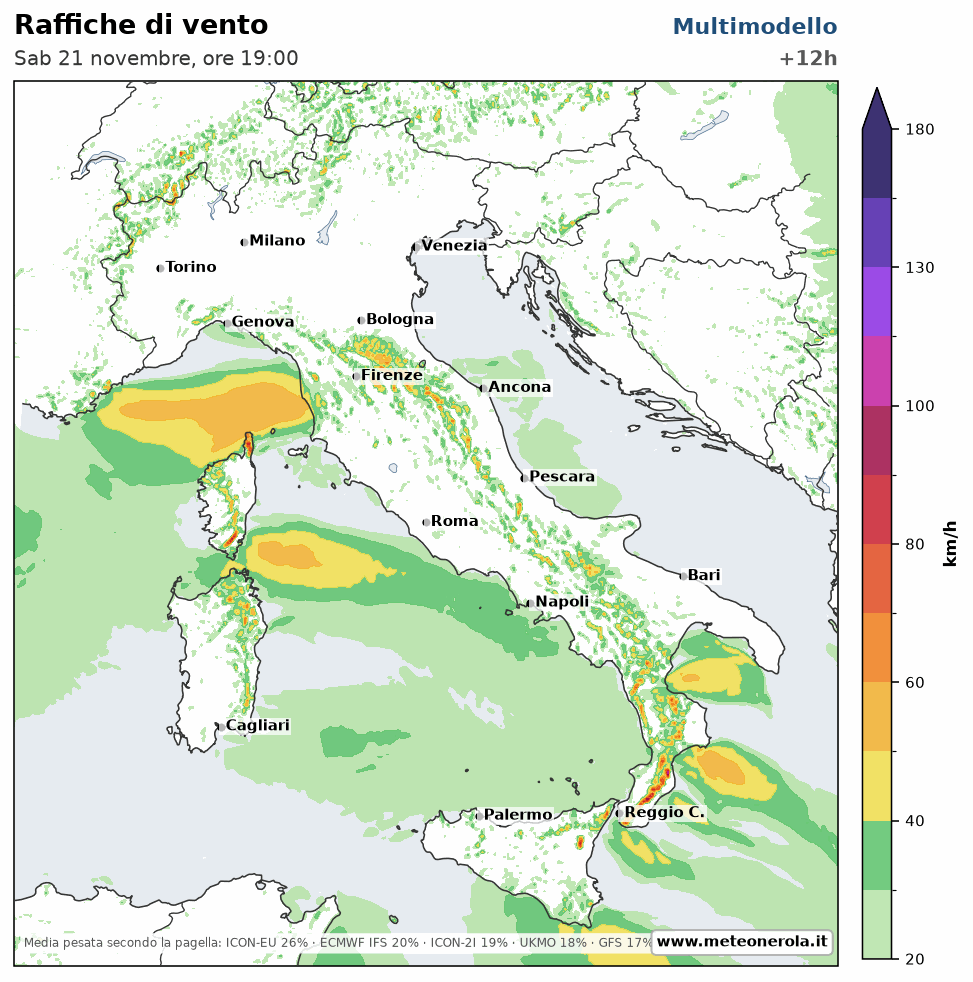 Raffiche di vento
Multimodello
Sab 21 novembre, ore 19:00
+12h
Milano
Venezia
Torino
Genova
Bologna
Firenze
Ancona
Pescara
Roma
Bari
Napoli
Cagliari
Palermo
Reggio C.
180
130
100
80
60
40
20
km/h
Media pesata secondo la pagella: ICON-EU 26% · ECMWF IFS 20% · ICON-2I 19% · UKMO 18% · GFS 17%
www.meteonerola.it